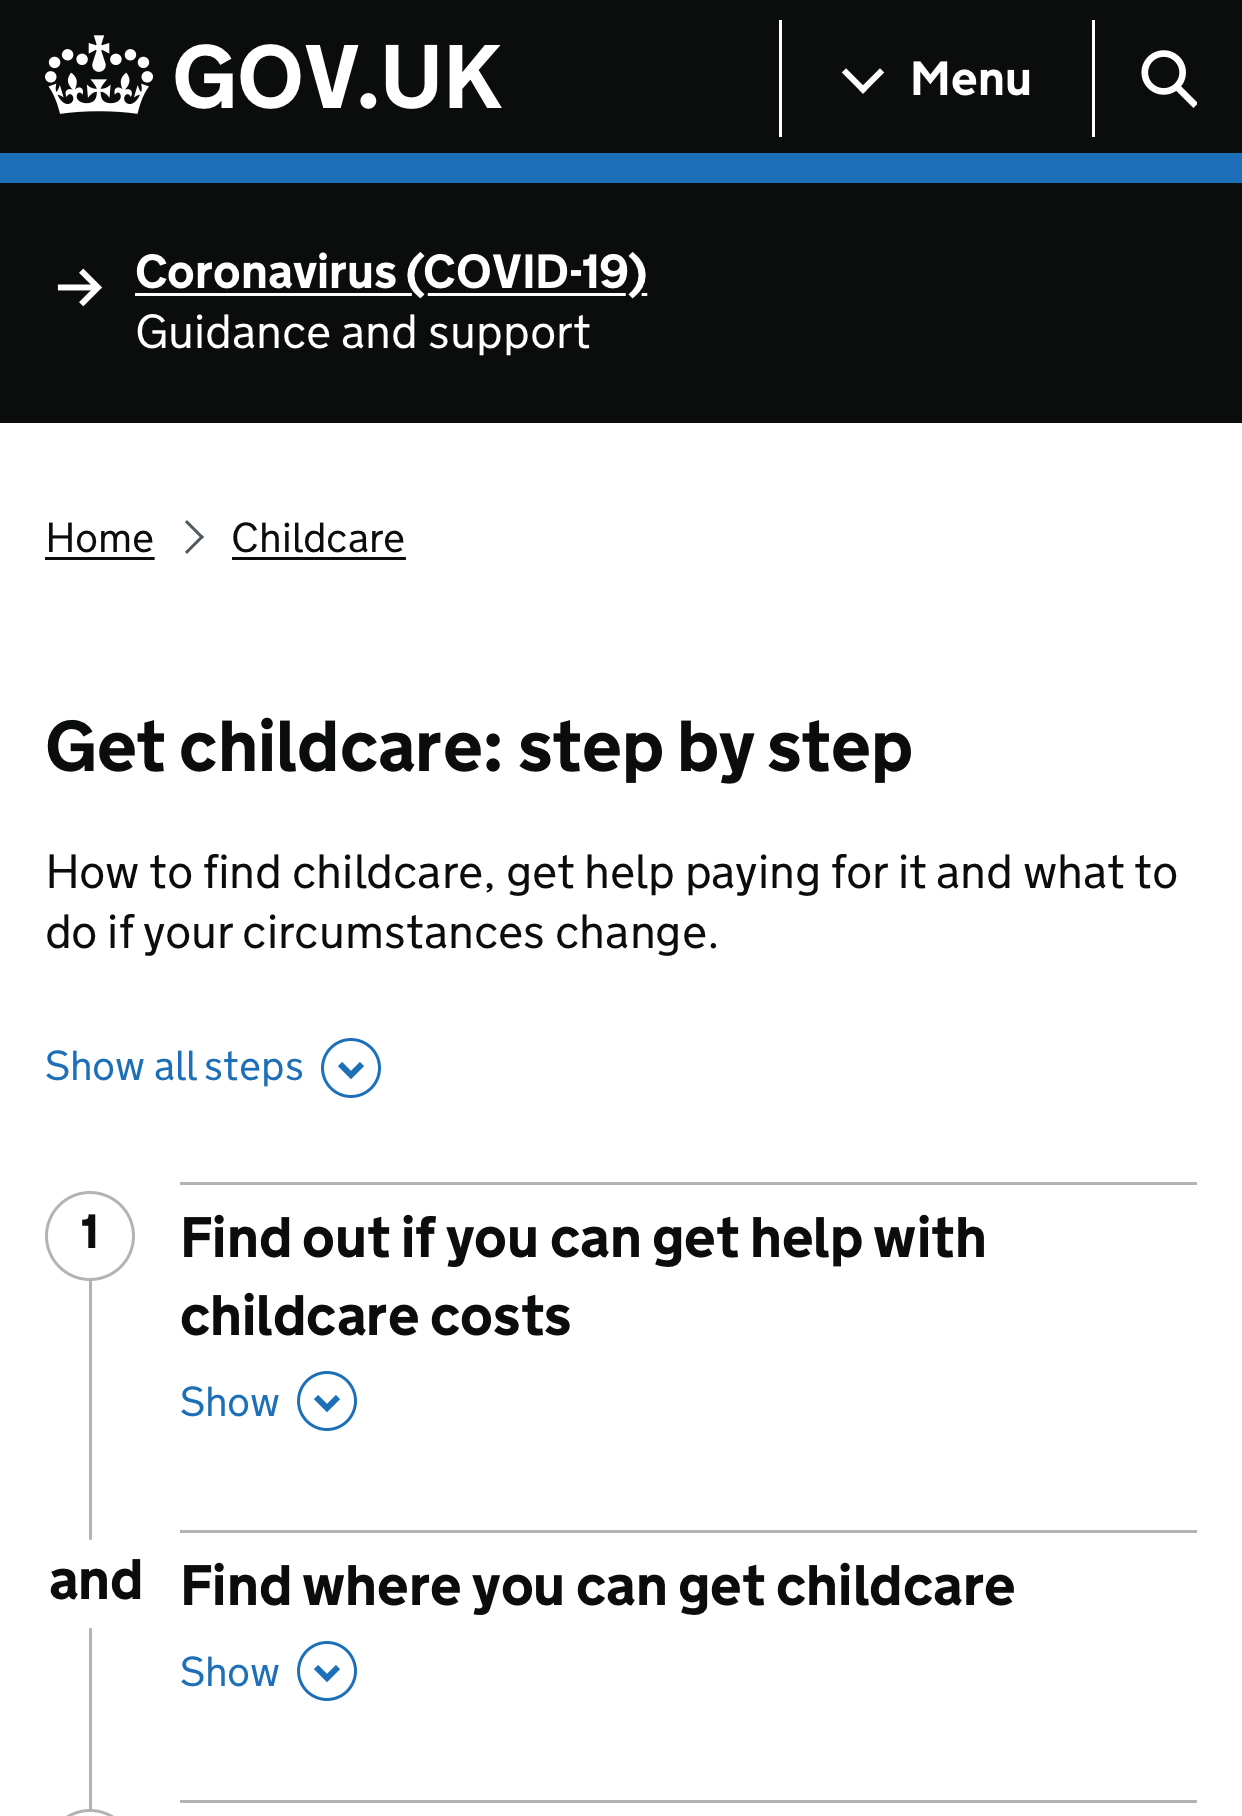 GOV.UK
Menu
Coronavirus (COVID-19)
Guidance and support
Home > Childcare
Get childcare: step by step
How to find childcare, get help paying for it and what to
do if your circumstances change.
Show all steps
1 Find out if you can get help with
childcare costs
Show
and Find where you can get childcare
Show